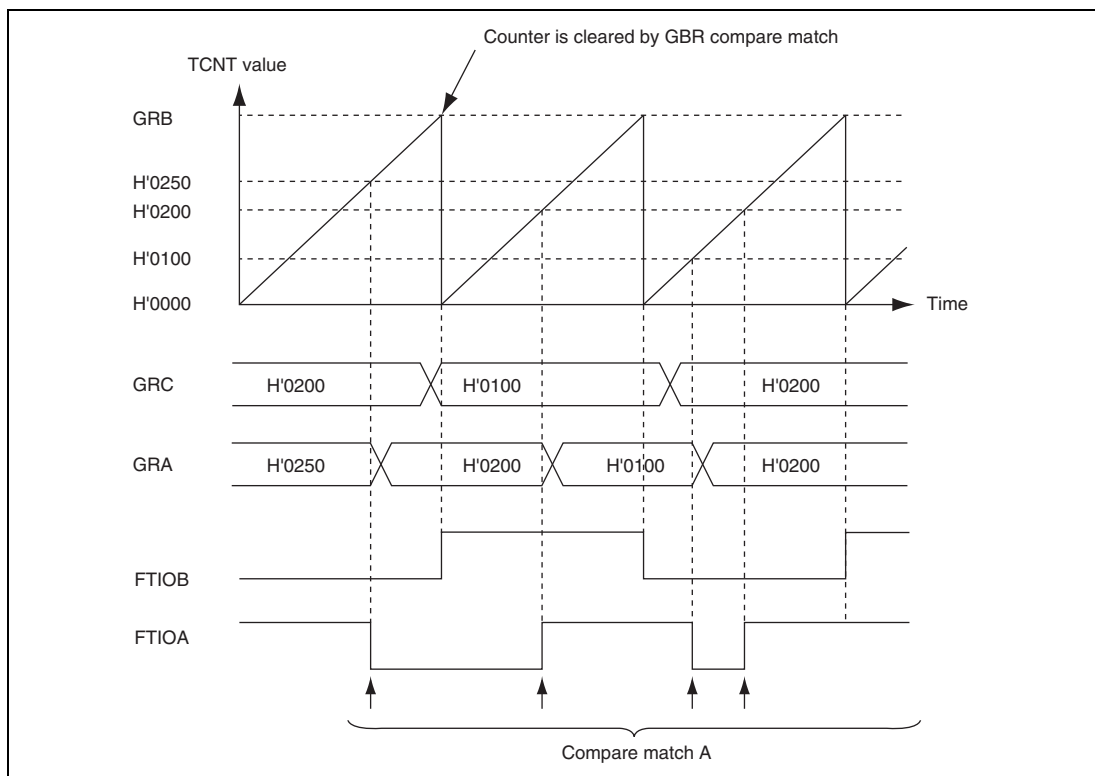 Counter is cleared by GBR compare match
TCNT value
GRB
H'0250
H'0200
H'0100
H'0000
Time
GRC
H'0200
H'0100
H'0200
GRA
H'0250
H'0200
H'0100
H'0200
FTIOB
FTIOA
Compare match A